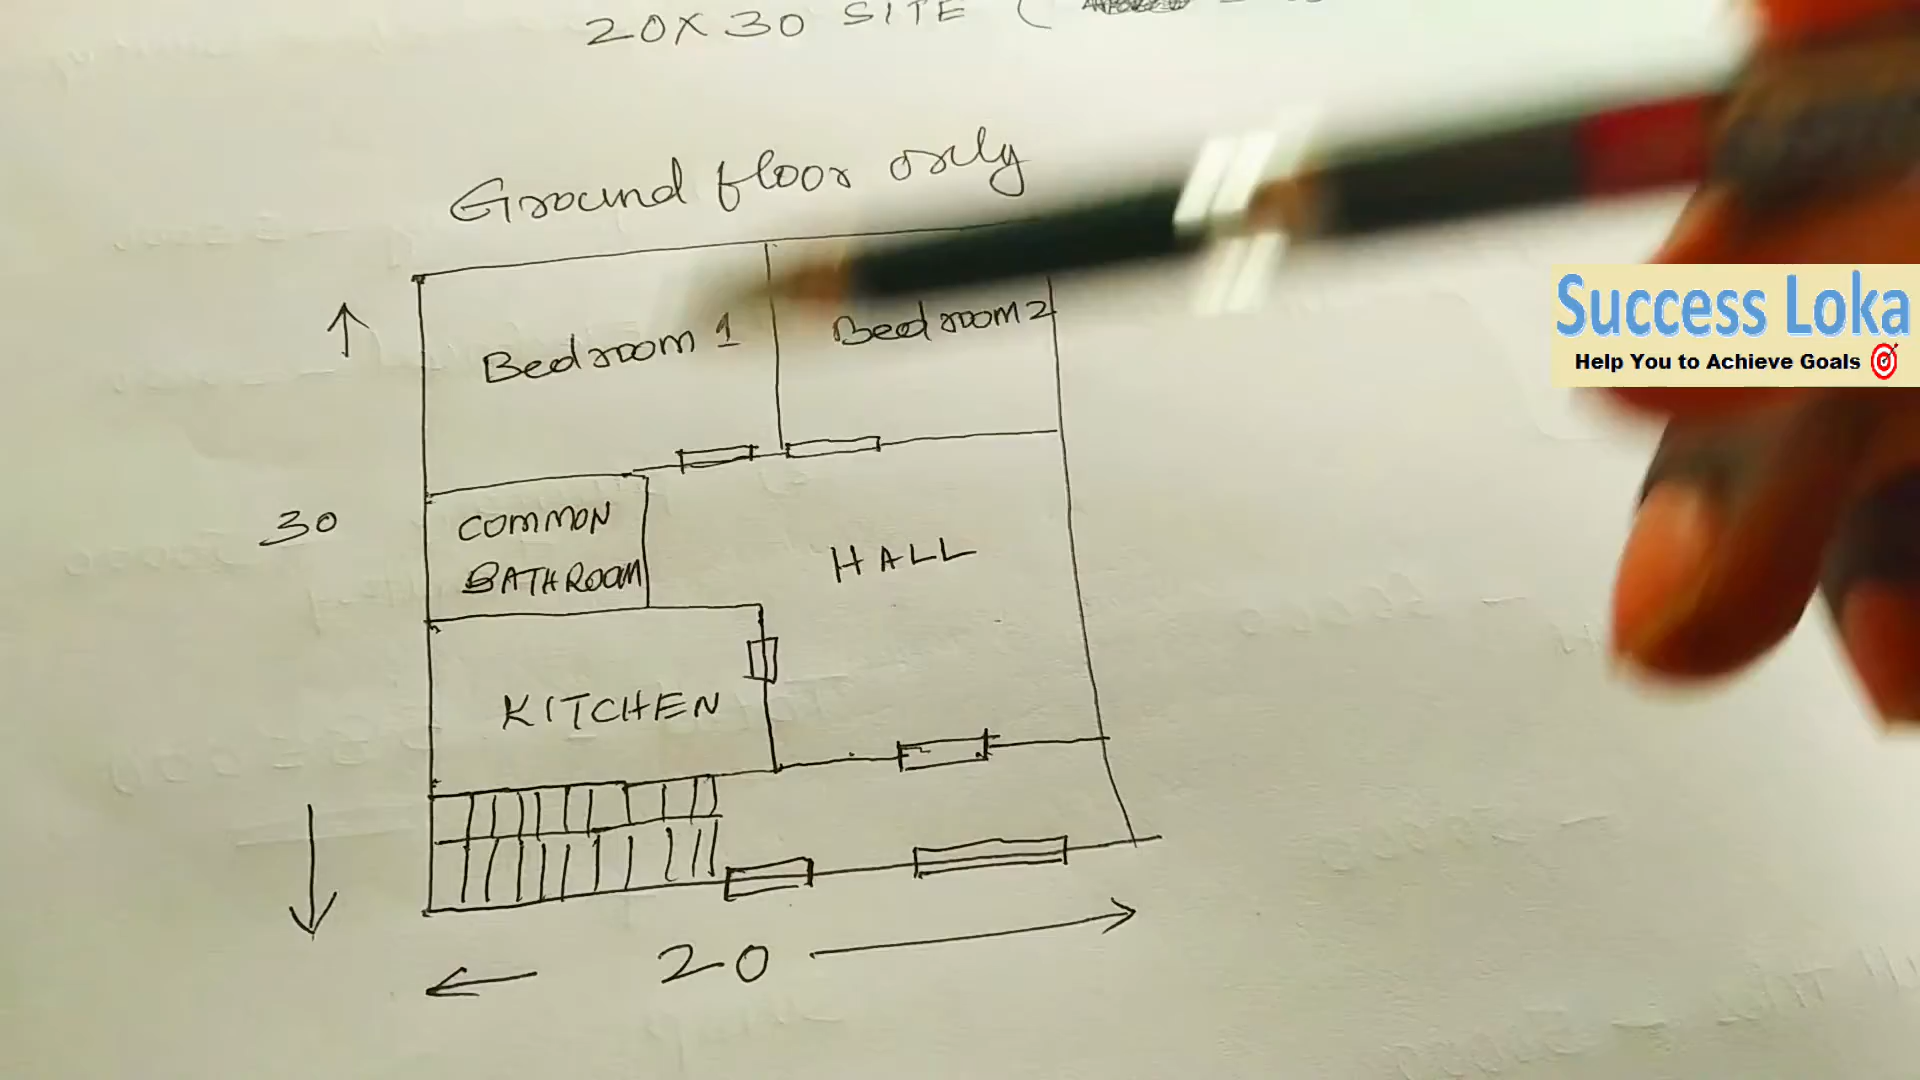 20X30 SITE (
Ground floor only
Bedroom 1
Bedroom 2
COMMON
BATHROOM
HALL
30
KITCHEN
20
Success Loka
Help You to Achieve Goals